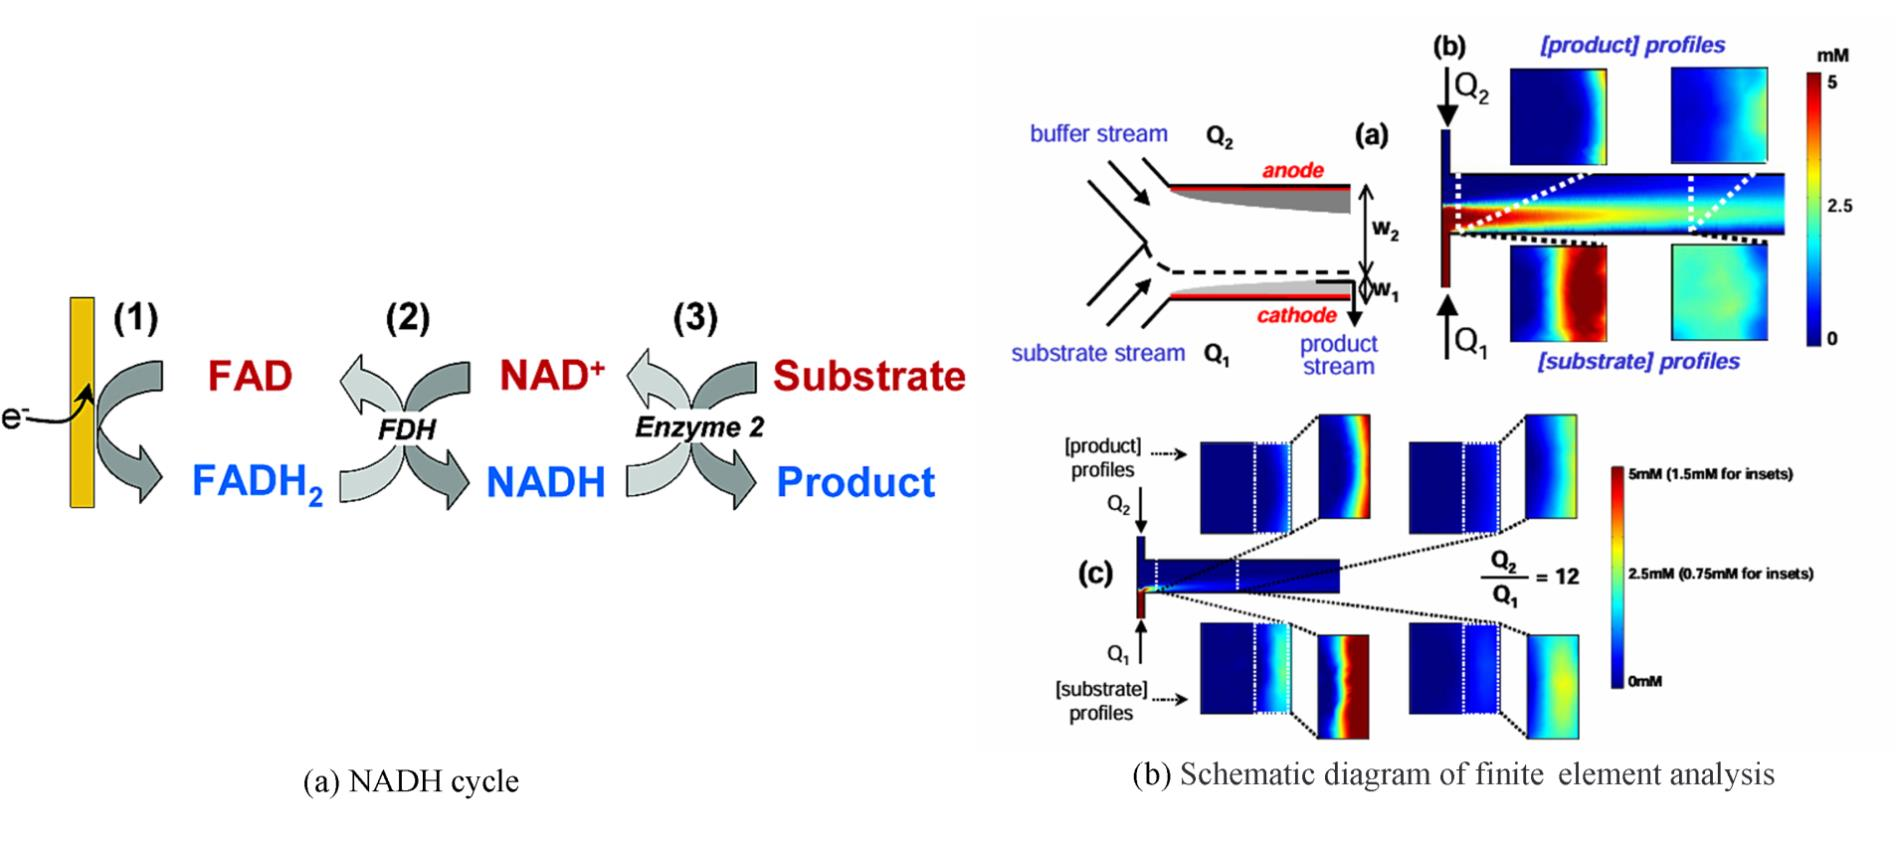 (1)
(2)
(3)
FAD
NAD⁺
Substrate
e⁻
FDH
Enzyme 2
FADH₂
NADH
Product
(a) NADH cycle
buffer stream
Q₂
(a)
anode
W₂
W₁
cathode
substrate stream
Q₁
product
stream
(b)
[product] profiles
mM
Q₂
5
2.5
0
Q₁
[substrate] profiles
[product]
profiles
Q₂
(c)
Q₂
Q₁
= 12
Q₁
[substrate]
profiles
5mM (1.5mM for insets)
2.5mM (0.75mM for insets)
0mM
(b) Schematic diagram of finite element analysis